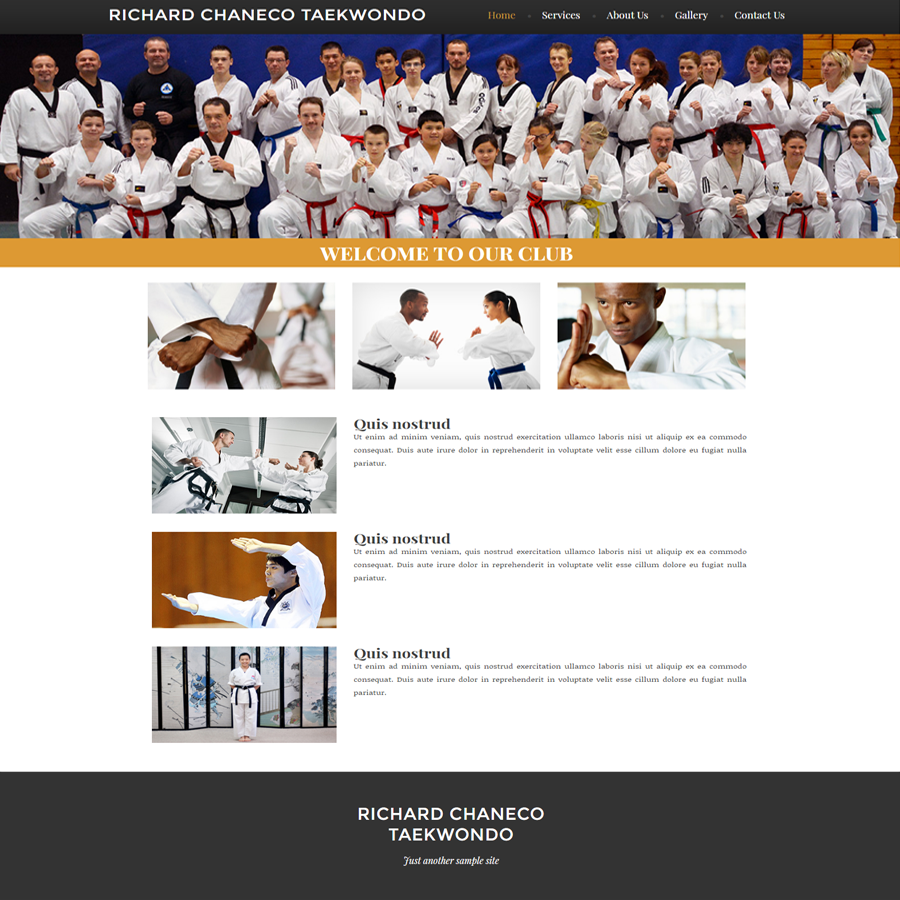 RICHARD CHANECO TAEKWONDO
Home Services About Us Gallery Contact Us
WELCOME TO OUR CLUB
Quis nostrud
Ut enim ad minim veniam, quis nostrud exercitation ullamco laboris nisi ut aliquip ex ea commodo
consequat. Duis aute irure dolor in reprehenderit in voluptate velit esse cillum dolore eu fugiat nulla
pariatur.
Quis nostrud
Ut enim ad minim veniam, quis nostrud exercitation ullamco laboris nisi ut aliquip ex ea commodo
consequat. Duis aute irure dolor in reprehenderit in voluptate velit esse cillum dolore eu fugiat nulla
pariatur.
Quis nostrud
Ut enim ad minim veniam, quis nostrud exercitation ullamco laboris nisi ut aliquip ex ea commodo
consequat. Duis aute irure dolor in reprehenderit in voluptate velit esse cillum dolore eu fugiat nulla
pariatur.
RICHARD CHANECO
TAEKWONDO
Just another sample site